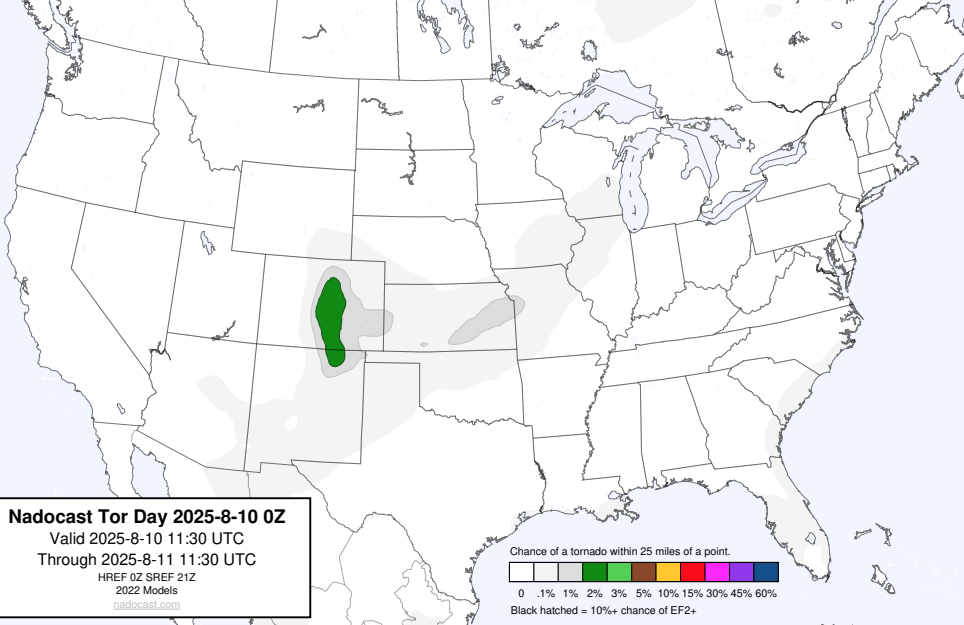 Nadocast Tor Day 2025-8-10 0Z
Valid 2025-8-10 11:30 UTC
Through 2025-8-11 11:30 UTC
HREF 0Z SREF 21Z
2022 Models
nadocast.com
Chance of a tornado within 25 miles of a point.
0 .1% 1% 2% 3% 5% 10% 15% 30% 45% 60%
Black hatched = 10%+ chance of EF2+